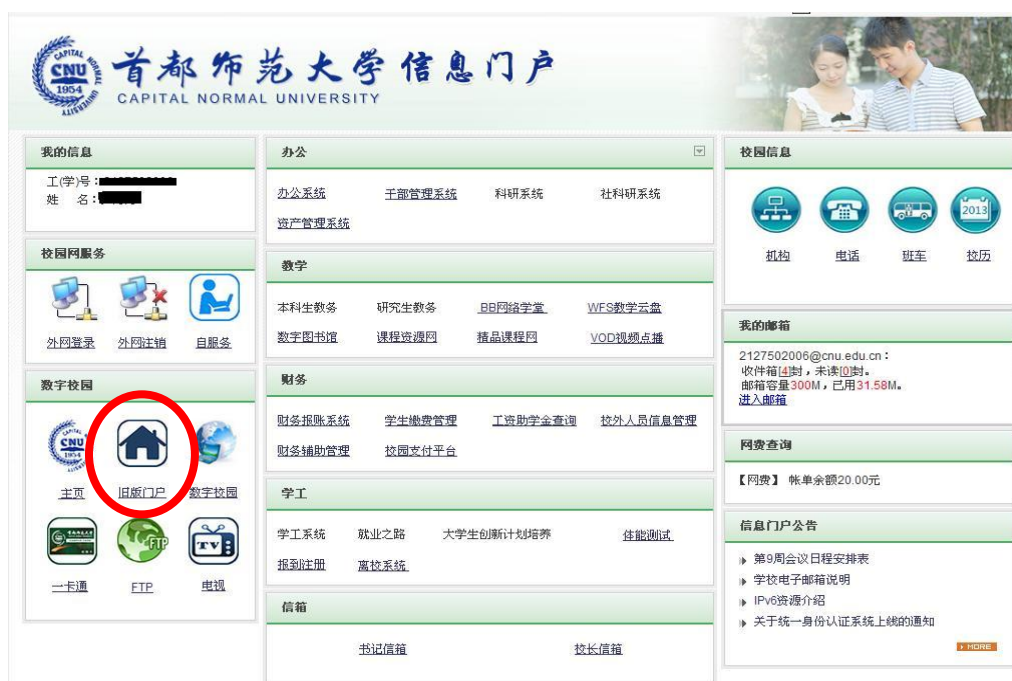 首都师范大学信息门户
CAPITAL NORMAL UNIVERSITY
我的信息
工(学)号：
姓 名：
校园网服务
外网登录 外网注销 自服务
数字校园
主页 旧版门户 数字校园
一卡通 FTP 电视
办公
办公系统 干部管理系统 科研系统 社科研系统
资产管理系统
教学
本科生教务 研究生教务 BB网络学堂 WFS教学云盘
数字图书馆 课程资源网 精品课程网 VOD视频点播
财务
财务报账系统 学生缴费管理 工资助学金查询 校外人员信息管理
财务辅助管理 校园支付平台
学工
学工系统 就业之路 大学生创新计划培养 体能测试
报到注册 离校系统
信箱
书记信箱 校长信箱
校园信息
2013
机构 电话 班车 校历
我的邮箱
2127502006@cnu.edu.cn：
收件箱[4]封，未读[0]封。
邮箱容量300M，已用31.58M。
进入邮箱
网费查询
【网费】 帐单余额20.00元
信息门户公告
第9周会议日程安排表
学校电子邮箱说明
IPv6资源介绍
关于统一身份认证系统上线的通知
MORE